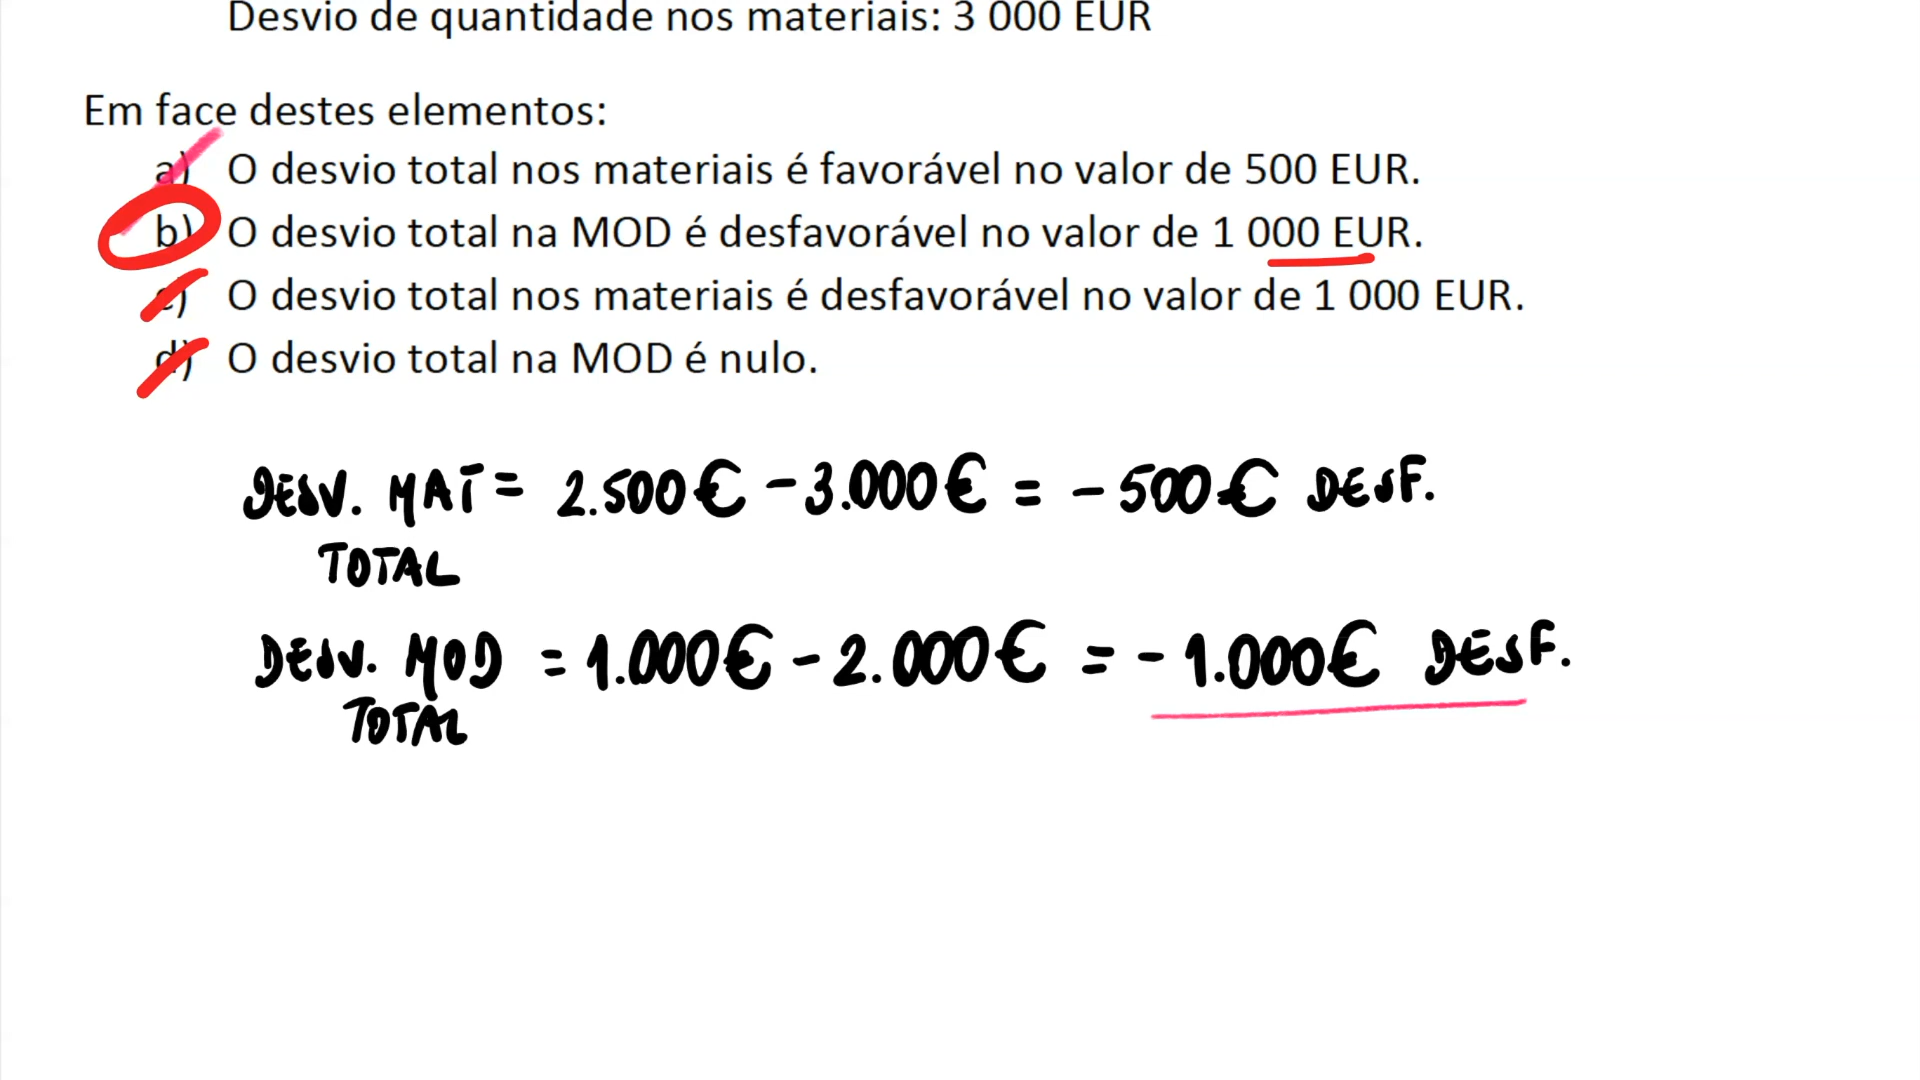 Desvio de quantidade nos materiais: 3 000 EUR
Em face destes elementos:
a) O desvio total nos materiais é favorável no valor de 500 EUR.
b) O desvio total na MOD é desfavorável no valor de 1 000 EUR.
c) O desvio total nos materiais é desfavorável no valor de 1 000 EUR.
d) O desvio total na MOD é nulo.
DESV. MAT = 2.500€ - 3.000€ = - 500€ DESF.
TOTAL
DESV. MOD = 1.000€ - 2.000€ = - 1.000€ DESF.
TOTAL